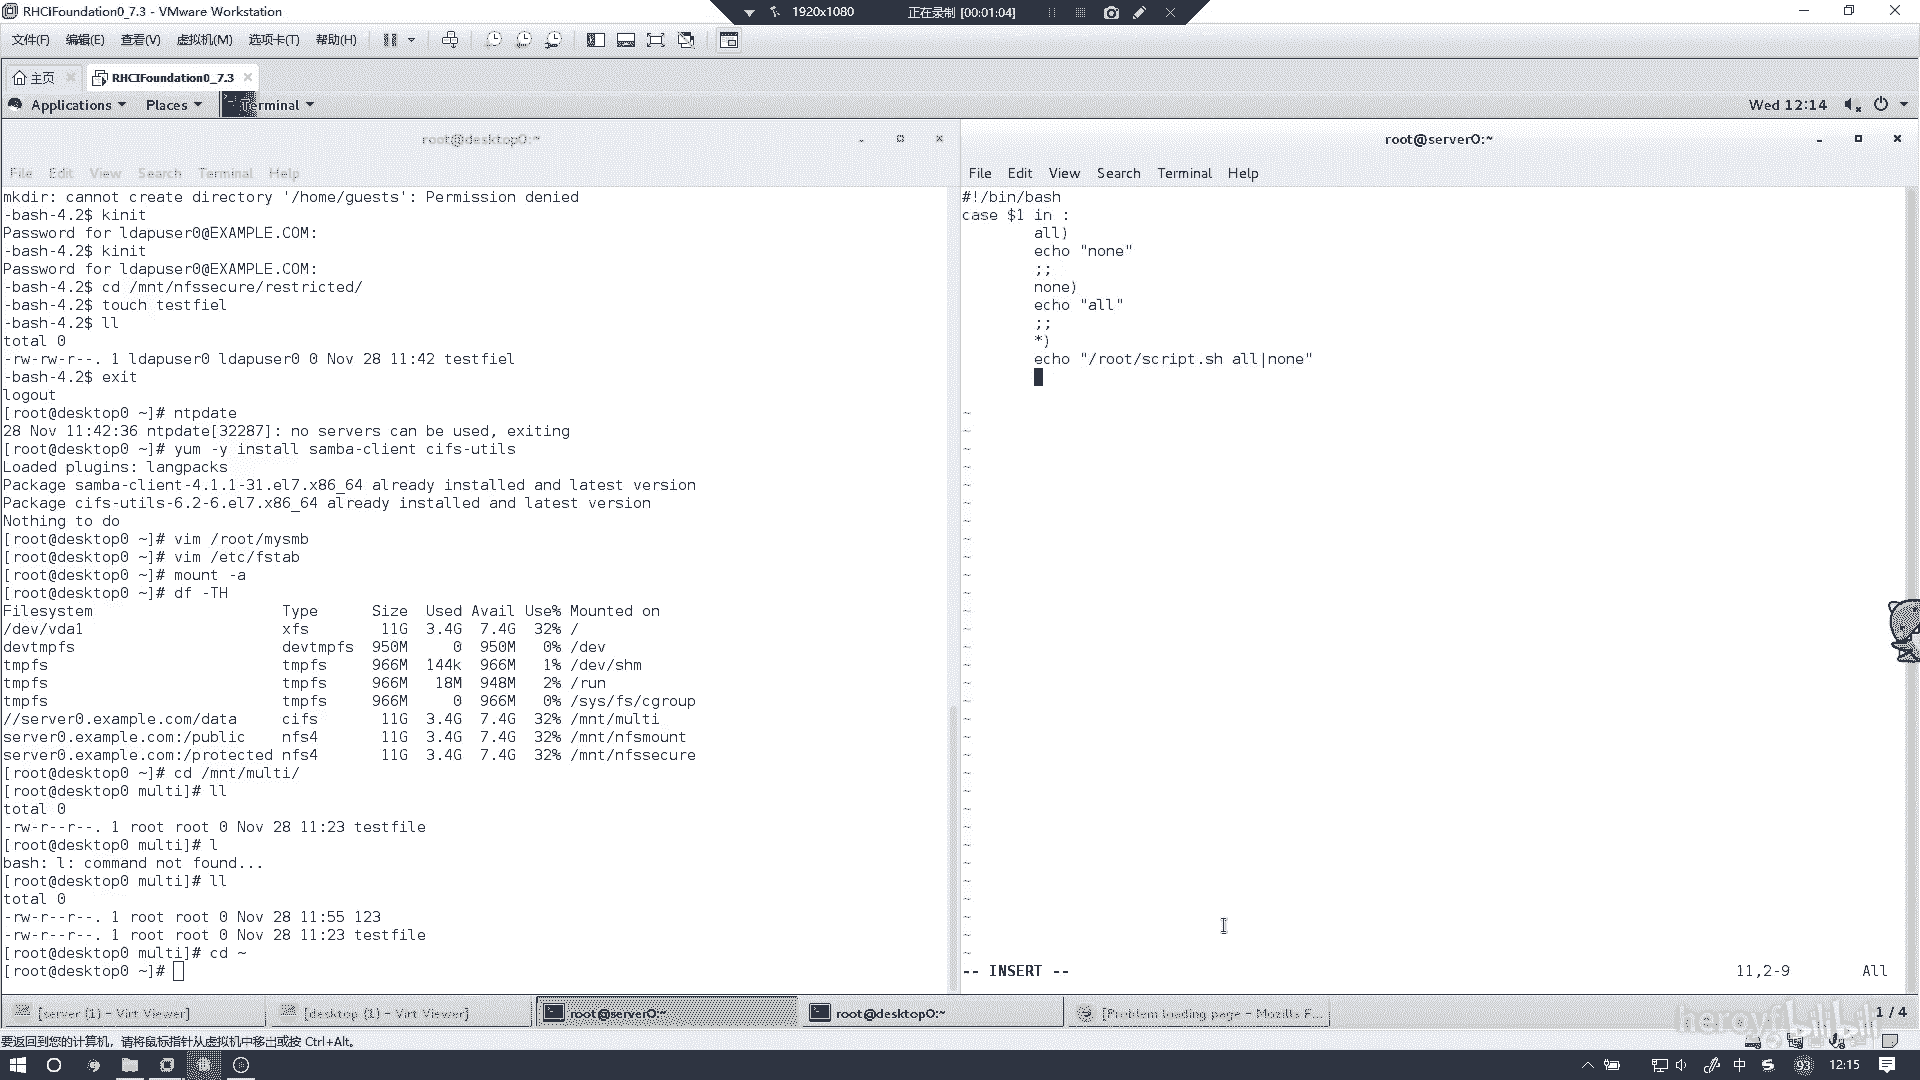 RHCIFoundation0_7.3 - VMware Workstation
1920x1080
正在录制 [00:01:04]
文件(F) 编辑(E) 查看(V) 虚拟机(M) 选项卡(T) 帮助(H)
主页
RHCIFoundation0_7.3
Applications Places Terminal
Wed 12:14
root@desktop0:~
File Edit View Search Terminal Help
mkdir: cannot create directory '/home/guests': Permission denied
-bash-4.2$ kinit
Password for ldapuser0@EXAMPLE.COM:
-bash-4.2$ kinit
Password for ldapuser0@EXAMPLE.COM:
-bash-4.2$ cd /mnt/nfssecure/restricted/
-bash-4.2$ touch testfiel
-bash-4.2$ ll
total 0
-rw-rw-r--. 1 ldapuser0 ldapuser0 0 Nov 28 11:42 testfiel
-bash-4.2$ exit
logout
[root@desktop0 ~]# ntpdate
28 Nov 11:42:36 ntpdate[32287]: no servers can be used, exiting
[root@desktop0 ~]# yum -y install samba-client cifs-utils
Loaded plugins: langpacks
Package samba-client-4.1.1-31.el7.x86_64 already installed and latest version
Package cifs-utils-6.2-6.el7.x86_64 already installed and latest version
Nothing to do
[root@desktop0 ~]# vim /root/mysmb
[root@desktop0 ~]# vim /etc/fstab
[root@desktop0 ~]# mount -a
[root@desktop0 ~]# df -TH
Filesystem Type Size Used Avail Use% Mounted on
/dev/vda1 xfs 11G 3.4G 7.4G 32% /
devtmpfs devtmpfs 950M 0 950M 0% /dev
tmpfs tmpfs 966M 144k 966M 1% /dev/shm
tmpfs tmpfs 966M 18M 948M 2% /run
tmpfs tmpfs 966M 0 966M 0% /sys/fs/cgroup
//server0.example.com/data cifs 11G 3.4G 7.4G 32% /mnt/multi
server0.example.com:/public nfs4 11G 3.4G 7.4G 32% /mnt/nfsmount
server0.example.com:/protected nfs4 11G 3.4G 7.4G 32% /mnt/nfssecure
[root@desktop0 ~]# cd /mnt/multi/
[root@desktop0 multi]# ll
total 0
-rw-r--r--. 1 root root 0 Nov 28 11:23 testfile
[root@desktop0 multi]# l
bash: l: command not found...
[root@desktop0 multi]# ll
total 0
-rw-r--r--. 1 root root 0 Nov 28 11:55 123
-rw-r--r--. 1 root root 0 Nov 28 11:23 testfile
[root@desktop0 multi]# cd ~
[root@desktop0 ~]#
root@server0:~
File Edit View Search Terminal Help
#!/bin/bash
case $1 in :
all)
echo "none"
;;
none)
echo "all"
;;
*)
echo "/root/script.sh all|none"
-- INSERT -- 11,2-9 All
[server (1) - Virt Viewer]
[desktop (1) - Virt Viewer]
root@server0:~
root@desktop0:~
[Problem loading page - Mozilla F...
1 / 4
要返回到您的计算机，请将鼠标指针从虚拟机中移出或按 Ctrl+Alt。
中
93
12:15